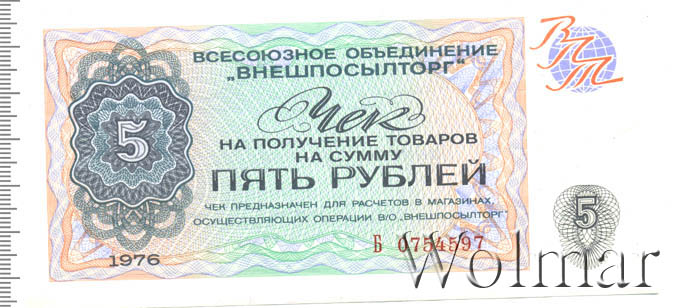 ВСЕСОЮЗНОЕ ОБЪЕДИНЕНИЕ
„ВНЕШПОСЫЛТОРГ“
ВПТ
Чек
НА ПОЛУЧЕНИЕ ТОВАРОВ
НА СУММУ
ПЯТЬ РУБЛЕЙ
5
ЧЕК ПРЕДНАЗНАЧЕН ДЛЯ РАСЧЕТОВ В МАГАЗИНАХ,
ОСУЩЕСТВЛЯЮЩИХ ОПЕРАЦИИ В/О „ВНЕШПОСЫЛТОРГ“
5
Б 0754597
1976
Wolmar